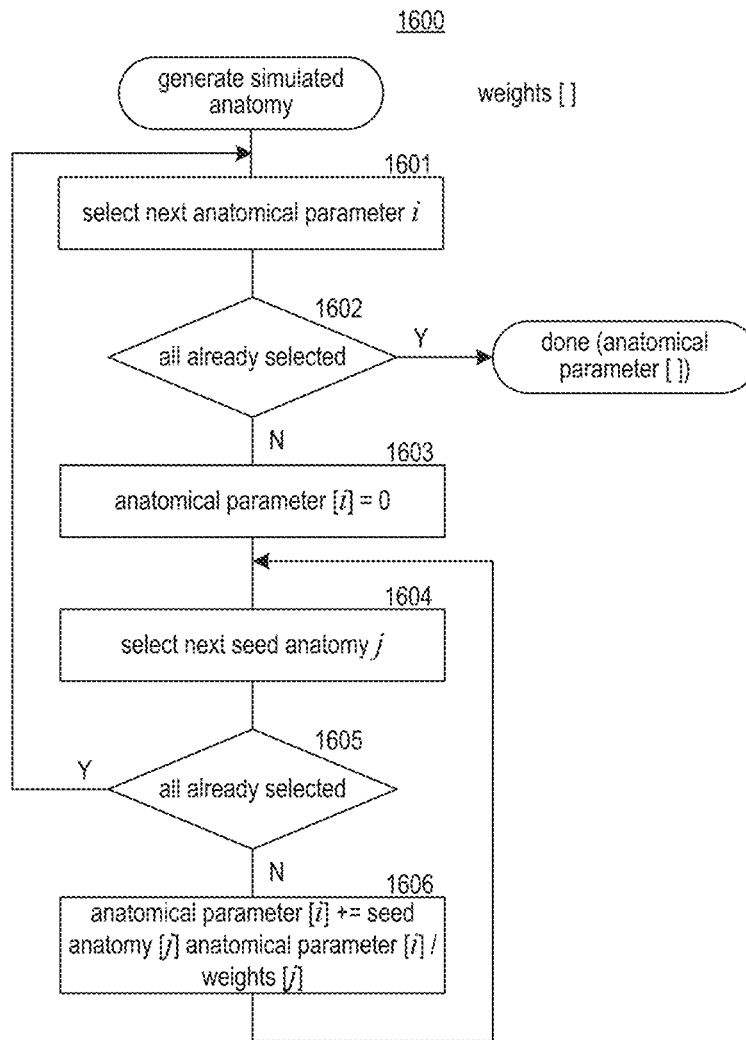 1600
generate simulated
anatomy
weights [ ]
1601
select next anatomical parameter i
1602
all already selected
Y
done (anatomical
parameter [ ])
N
1603
anatomical parameter [i] = 0
1604
select next seed anatomy j
1605
Y
all already selected
N
1606
anatomical parameter [i] += seed
anatomy [j] anatomical parameter [i] /
weights [j]